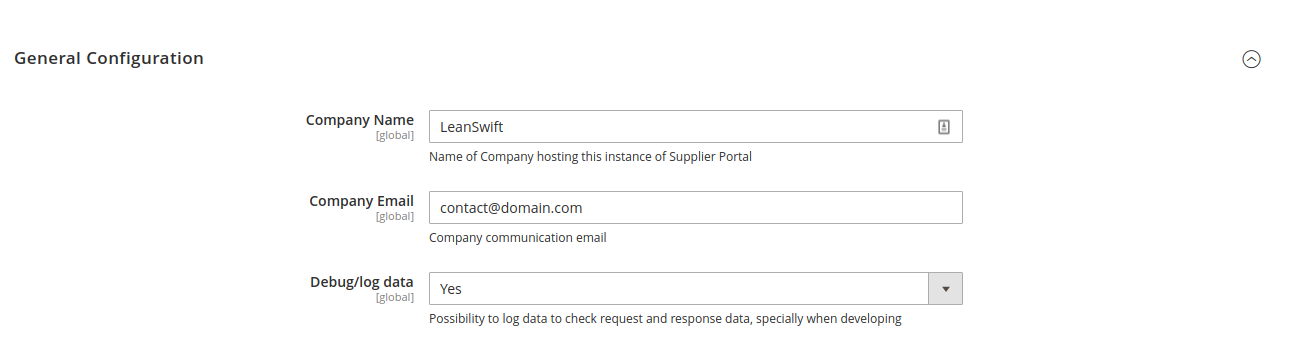 General Configuration
Company Name
[global]
LeanSwift
Name of Company hosting this instance of Supplier Portal
Company Email
[global]
contact@domain.com
Company communication email
Debug/log data
[global]
Yes
Possibility to log data to check request and response data, specially when developing